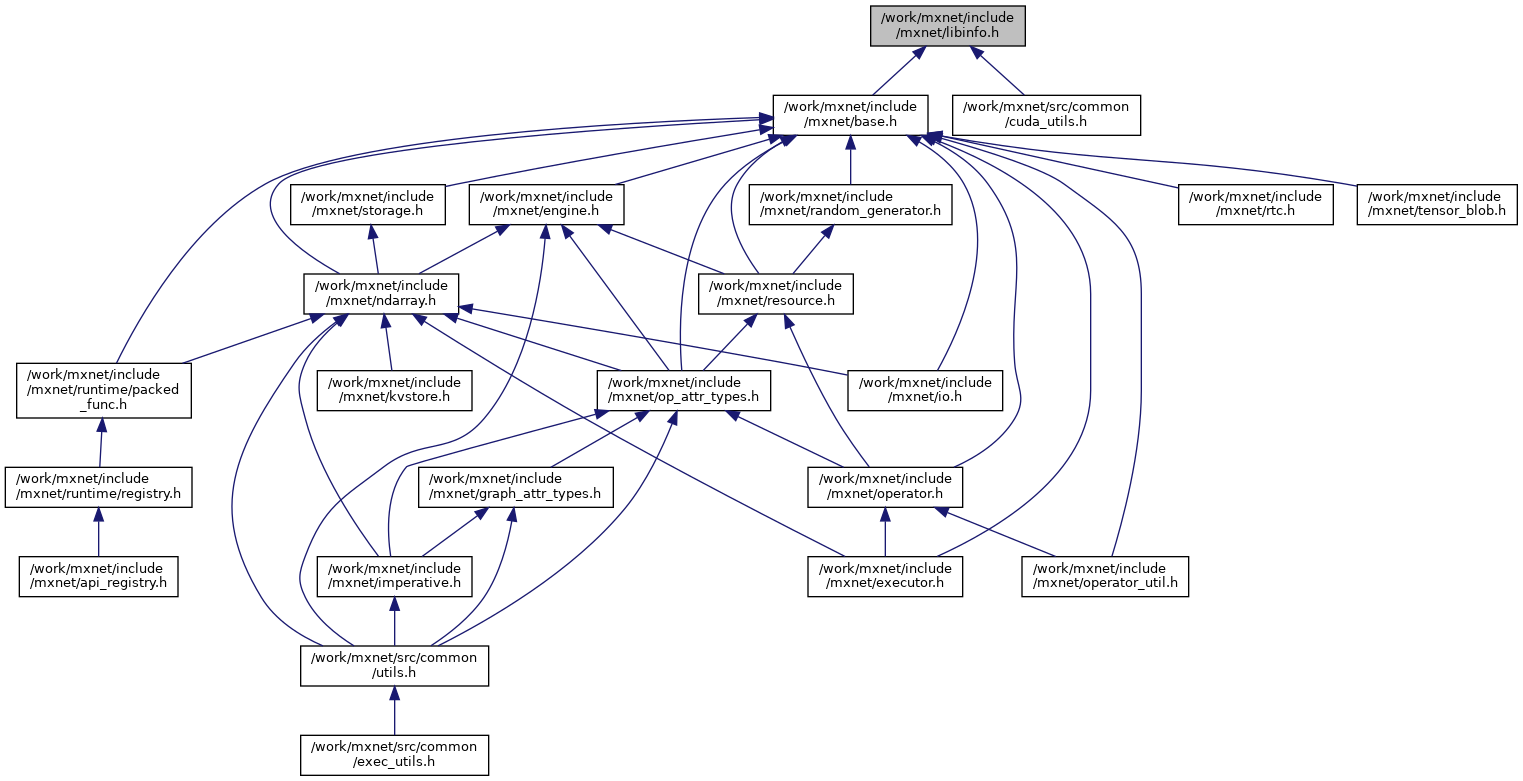 /work/mxnet/include
/mxnet/libinfo.h
/work/mxnet/include
/mxnet/base.h
/work/mxnet/src/common
/cuda_utils.h
/work/mxnet/include
/mxnet/storage.h
/work/mxnet/include
/mxnet/engine.h
/work/mxnet/include
/mxnet/random_generator.h
/work/mxnet/include
/mxnet/rtc.h
/work/mxnet/include
/mxnet/tensor_blob.h
/work/mxnet/include
/mxnet/ndarray.h
/work/mxnet/include
/mxnet/resource.h
/work/mxnet/include
/mxnet/runtime/packed
_func.h
/work/mxnet/include
/mxnet/kvstore.h
/work/mxnet/include
/mxnet/op_attr_types.h
/work/mxnet/include
/mxnet/io.h
/work/mxnet/include
/mxnet/runtime/registry.h
/work/mxnet/include
/mxnet/graph_attr_types.h
/work/mxnet/include
/mxnet/operator.h
/work/mxnet/include
/mxnet/api_registry.h
/work/mxnet/include
/mxnet/imperative.h
/work/mxnet/include
/mxnet/executor.h
/work/mxnet/include
/mxnet/operator_util.h
/work/mxnet/src/common
/utils.h
/work/mxnet/src/common
/exec_utils.h